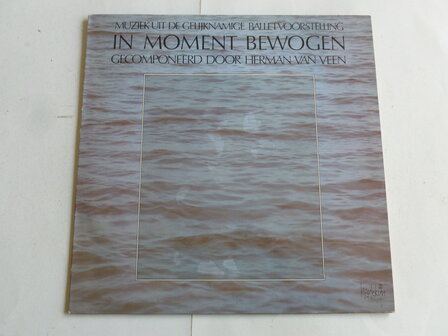 MUZIEK UIT DE GELIJKNAMIGE BALLETVOORSTELLING
IN MOMENT BEWOGEN
GECOMPONEERD DOOR HERMAN VAN VEEN